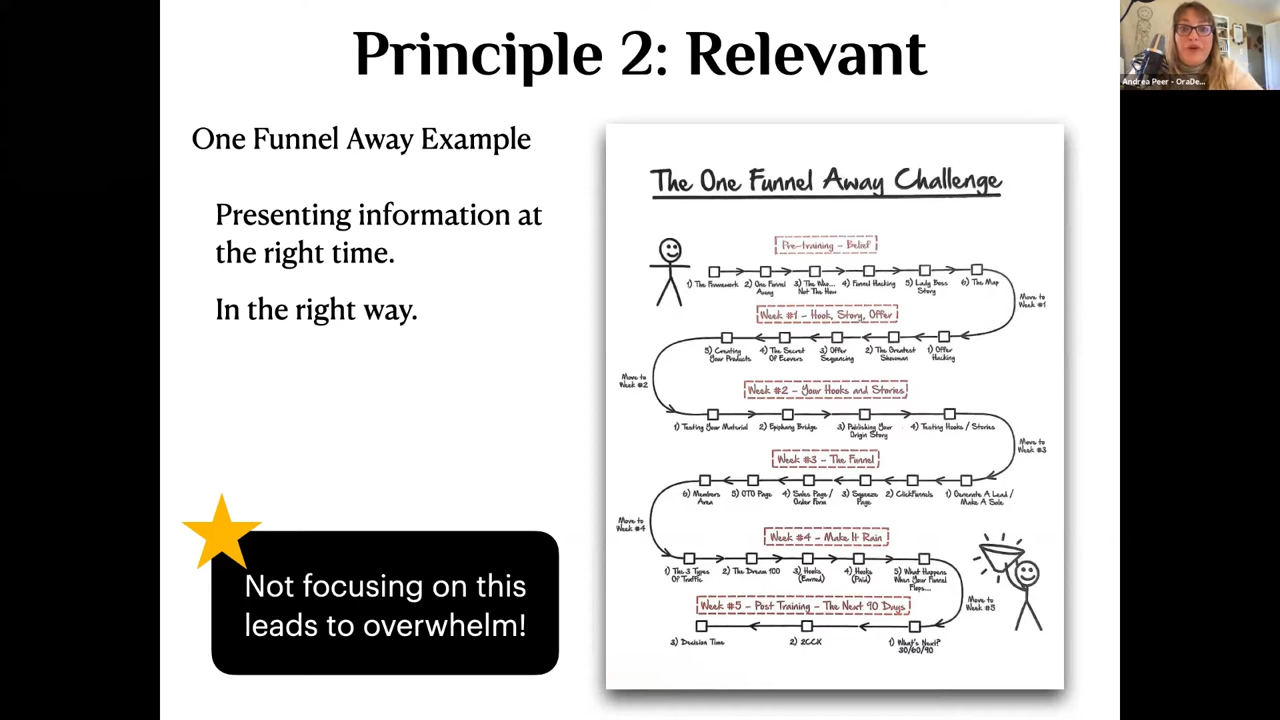 Principle 2: Relevant
Andrea Peer - OraDe...
One Funnel Away Example
Presenting information at
the right time.
In the right way.
Not focusing on this
leads to overwhelm!
The One Funnel Away Challenge
Pre-training - Belief
1) The Framework
2) One Funnel
Away
3) The Who...
Not The How
4) Funnel Hacking
5) Lady Boss
Story
6) The Map
Move to
Week #1
Week #1 - Hook, Story, Offer
5) Creating
Your Products
4) The Secret
Of Ecovers
3) Offer
Sequencing
2) The Greatest
Showman
1) Offer
Hacking
Move to
Week #2
Week #2 - Your Hooks and Stories
1) Testing Your Material
2) Epiphany Bridge
3) Publishing Your
Origin Story
4) Testing Hooks / Stories
Move to
Week #3
Week #3 - The Funnel
6) Members
Area
5) OTO Page
4) Sales Page /
Order Form
3) Squeeze
Page
2) ClickFunnels
1) Generate A Lead /
Make A Sale
Move to
Week #4
Week #4 - Make It Rain
1) The 3 Types
Of Traffic
2) The Dream 100
3) Hooks
(Earned)
4) Hooks
(Paid)
5) What Happens
When Your Funnel
Flops...
Move to
Week #5
Week #5 - Post Training - The Next 90 Days
3) Decision Time
2) 2CCX
1) What's Next?
30/60/90